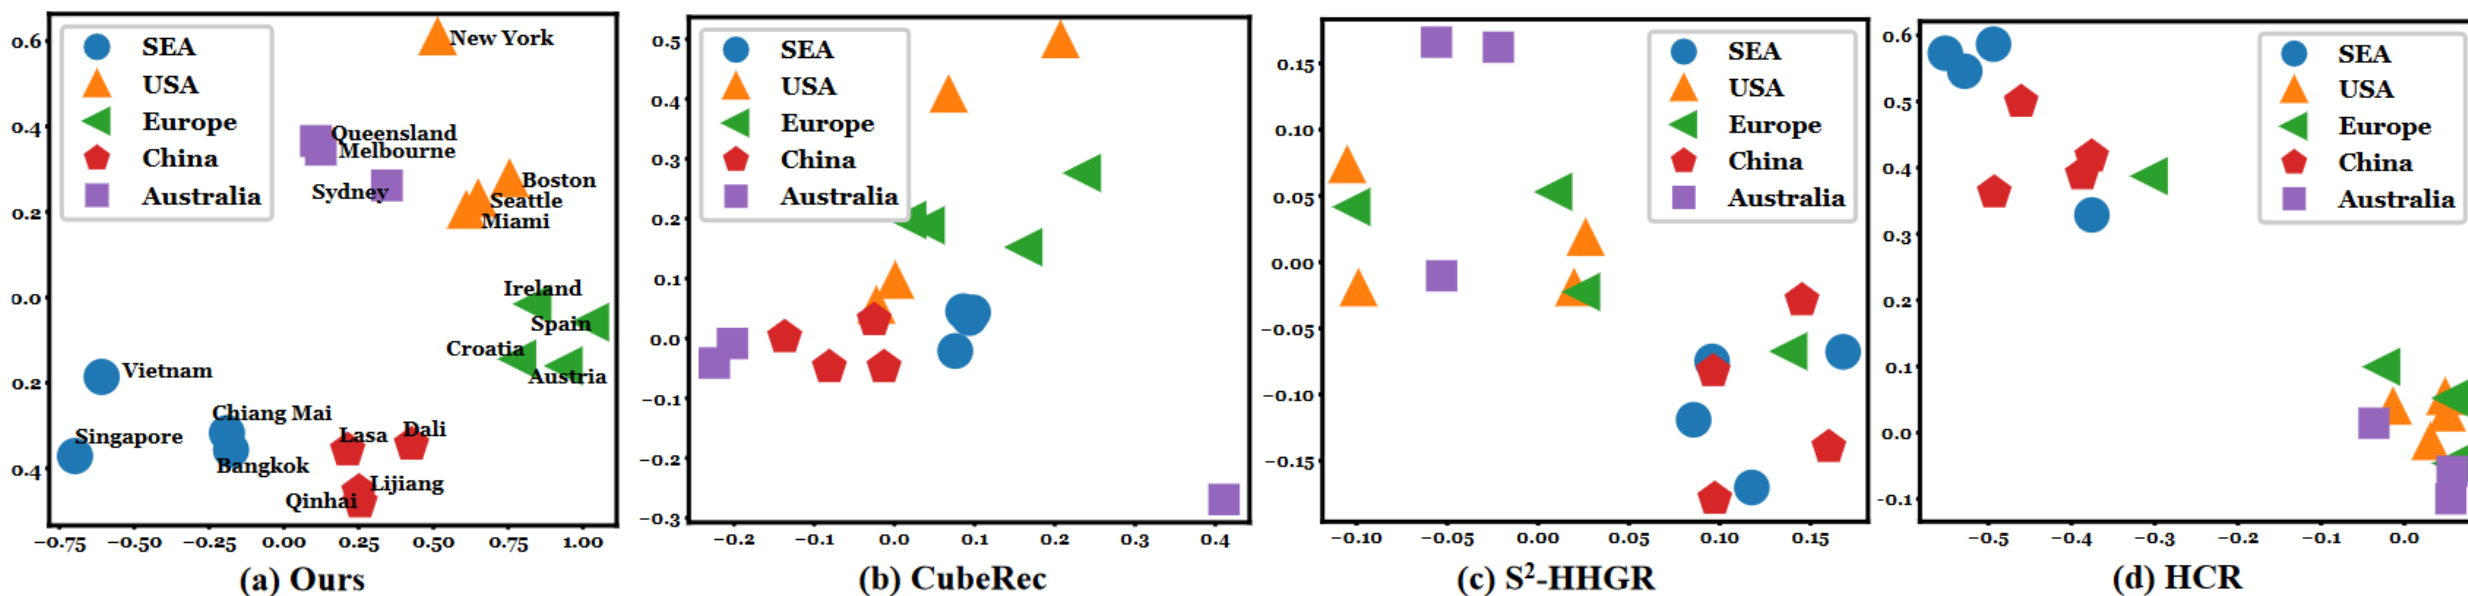 SEA
USA
Europe
China
Australia
New York
Queensland
Melbourne
Sydney
Boston
Seattle
Miami
Ireland
Spain
Croatia
Austria
Vietnam
Chiang Mai
Singapore
Bangkok
Lasa
Dali
Lijiang
Qinhai
0.6
0.4
0.2
0.0
0.2
0.4
−0.75 −0.50 −0.25 0.00 0.25 0.50 0.75 1.00
(a) Ours
SEA
USA
Europe
China
Australia
0.5
0.4
0.3
0.2
0.1
0.0
−0.1
−0.2
−0.3
−0.2 −0.1 0.0 0.1 0.2 0.3 0.4
(b) CubeRec
SEA
USA
Europe
China
Australia
0.15
0.10
0.05
0.00
−0.05
−0.10
−0.15
−0.10 −0.05 0.00 0.05 0.10 0.15
(c) S²-HHGR
SEA
USA
Europe
China
Australia
0.6
0.5
0.4
0.3
0.2
0.1
0.0
-0.1
−0.5 −0.4 −0.3 −0.2 −0.1 0.0
(d) HCR